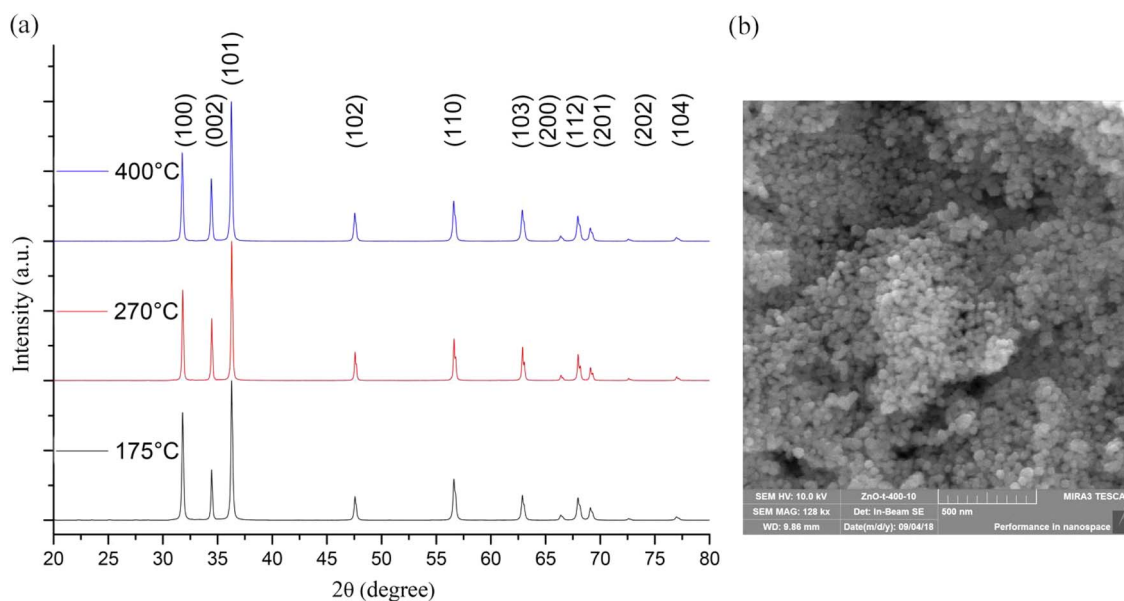 (a)
(b)
(100)
(002)
(101)
(102)
(110)
(103)
(200)
(112)
(201)
(202)
(104)
400°C
270°C
175°C
Intensity (a.u.)
20 25 30 35 40 45 50 55 60 65 70 75 80
2θ (degree)
SEM HV: 10.0 kV ZnO-t-400-10 MIRA3 TESCA
SEM MAG: 128 kx Det: In-Beam SE 500 nm
WD: 9.86 mm Date(m/d/y): 09/04/18 Performance in nanospace